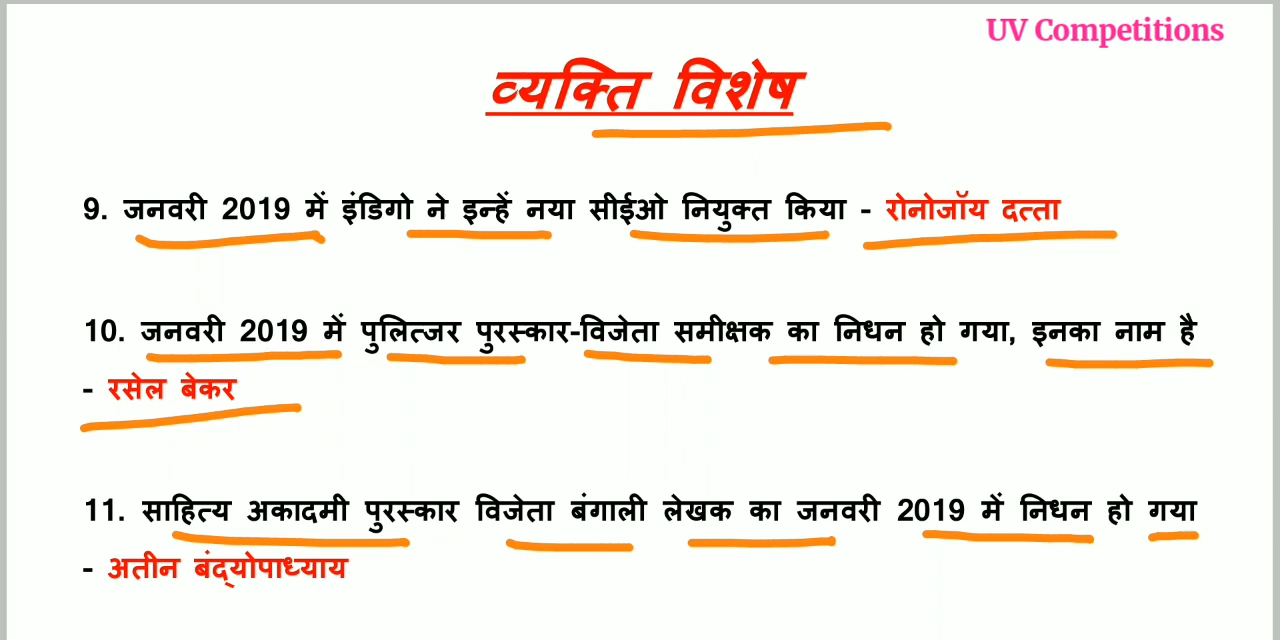 UV Competitions
व्यक्ति विशेष
9. जनवरी 2019 में इंडिगो ने इन्हें नया सीईओ नियुक्त किया - रोनोजॉय दत्ता
10. जनवरी 2019 में पुलित्जर पुरस्कार-विजेता समीक्षक का निधन हो गया, इनका नाम है
- रसेल बेकर
11. साहित्य अकादमी पुरस्कार विजेता बंगाली लेखक का जनवरी 2019 में निधन हो गया
- अतीन बंद्योपाध्याय